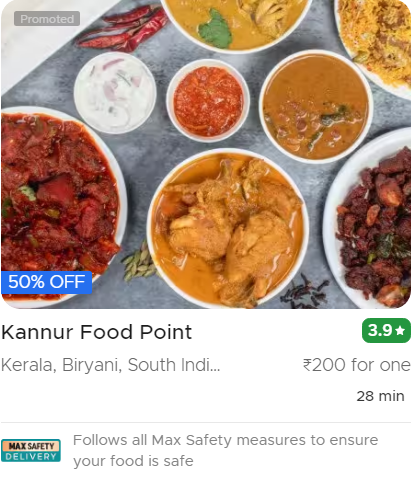 Promoted
50% OFF
Kannur Food Point
3.9★
Kerala, Biryani, South Indi...
₹200 for one
28 min
MAX SAFETY
DELIVERY
Follows all Max Safety measures to ensure
your food is safe